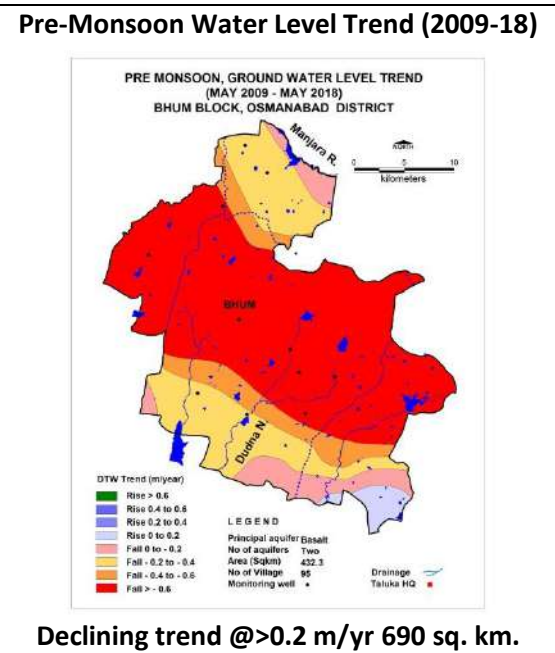 Pre-Monsoon Water Level Trend (2009-18)
PRE MONSOON, GROUND WATER LEVEL TREND
(MAY 2009 - MAY 2018)
BHUM BLOCK, OSMANABAD DISTRICT
Manjara R.
NORTH
0 5 10
kilometers
BHUM
Dudna N
DTW Trend (m/year)
Rise > 0.6
Rise 0.4 to 0.6
Rise 0.2 to 0.4
Rise 0 to 0.2
Fall 0 to - 0.2
Fall - 0.2 to - 0.4
Fall - 0.4 to - 0.6
Fall > - 0.6
LEGEND
Principal aquifer Basalt
No of aquifers Two
Area (Sqkm) 432.3
No of Village 95
Monitoring well
Drainage
Taluka HQ
Declining trend @>0.2 m/yr 690 sq. km.